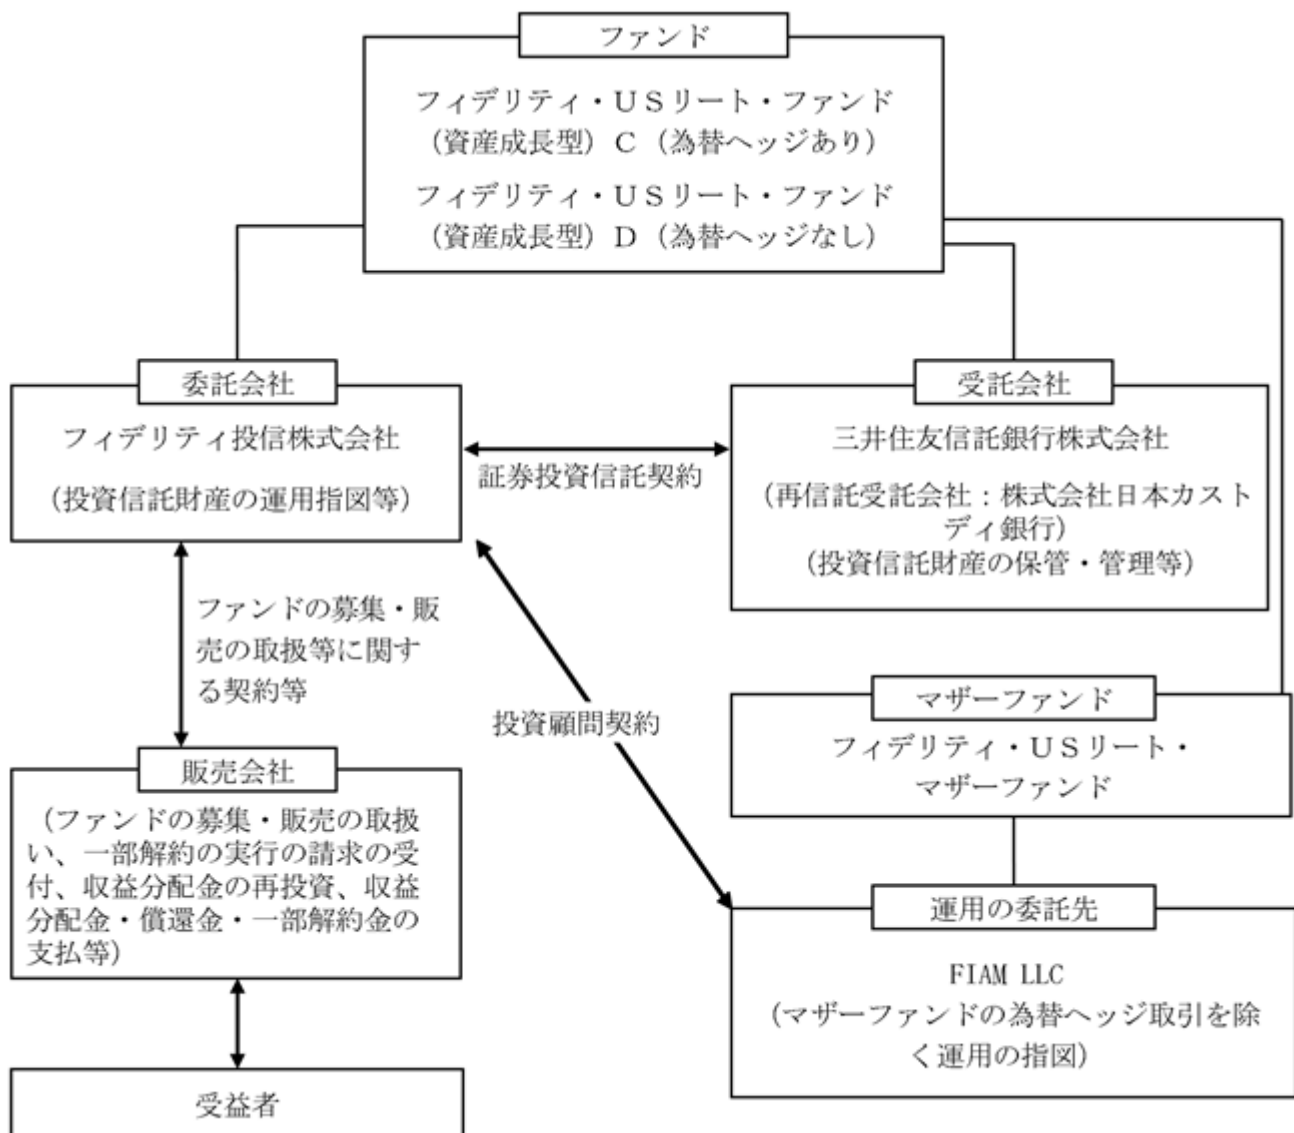 ファンド
フィデリティ・USリート・ファンド
（資産成長型）C（為替ヘッジあり）
フィデリティ・USリート・ファンド
（資産成長型）D（為替ヘッジなし）
委託会社
フィデリティ投信株式会社
（投資信託財産の運用指図等）
証券投資信託契約
受託会社
三井住友信託銀行株式会社
（再信託受託会社：株式会社日本カスト
ディ銀行）
（投資信託財産の保管・管理等）
ファンドの募集・販
売の取扱等に関す
る契約等
投資顧問契約
マザーファンド
フィデリティ・USリート・
マザーファンド
販売会社
（ファンドの募集・販売の取扱
い、一部解約の実行の請求の受
付、収益分配金の再投資、収益
分配金・償還金・一部解約金の
支払等）
運用の委託先
FIAM LLC
（マザーファンドの為替ヘッジ取引を除
く運用の指図）
受益者